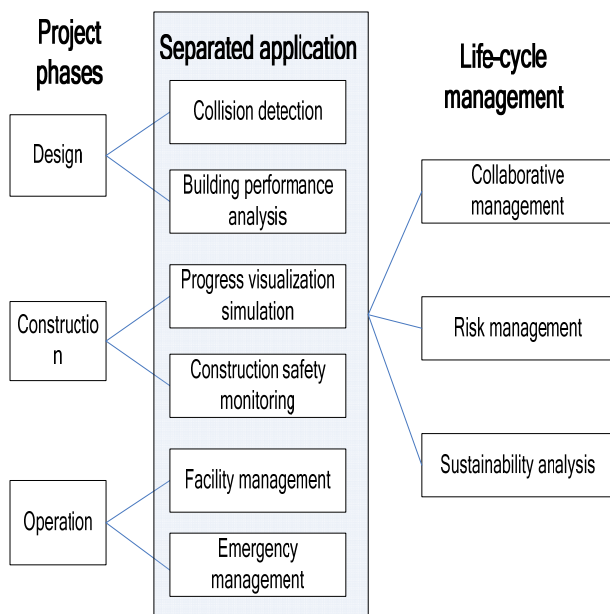 Project
phases
Separated application
Life-cycle
management
Design
Collision detection
Building performance
analysis
Constructio
n
Progress visualization
simulation
Construction safety
monitoring
Operation
Facility management
Emergency
management
Collaborative
management
Risk management
Sustainability analysis